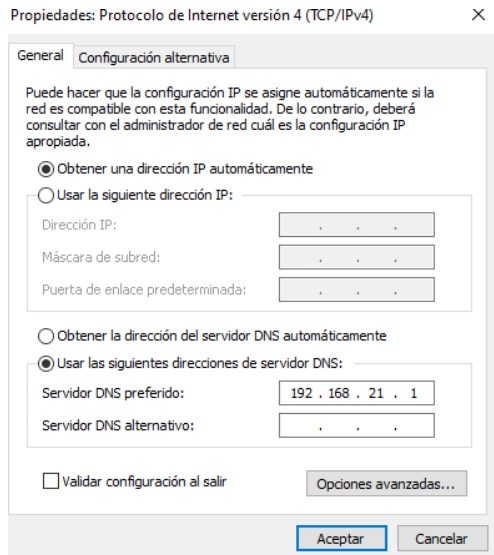 Propiedades: Protocolo de Internet versión 4 (TCP/IPv4)
General
Configuración alternativa
Puede hacer que la configuración IP se asigne automáticamente si la
red es compatible con esta funcionalidad. De lo contrario, deberá
consultar con el administrador de red cuál es la configuración IP
apropiada.
Obtener una dirección IP automáticamente
Usar la siguiente dirección IP:
Dirección IP:
Máscara de subred:
Puerta de enlace predeterminada:
Obtener la dirección del servidor DNS automáticamente
Usar las siguientes direcciones de servidor DNS:
Servidor DNS preferido: 192 . 168 . 21 . 1
Servidor DNS alternativo:
Validar configuración al salir
Opciones avanzadas...
Aceptar
Cancelar